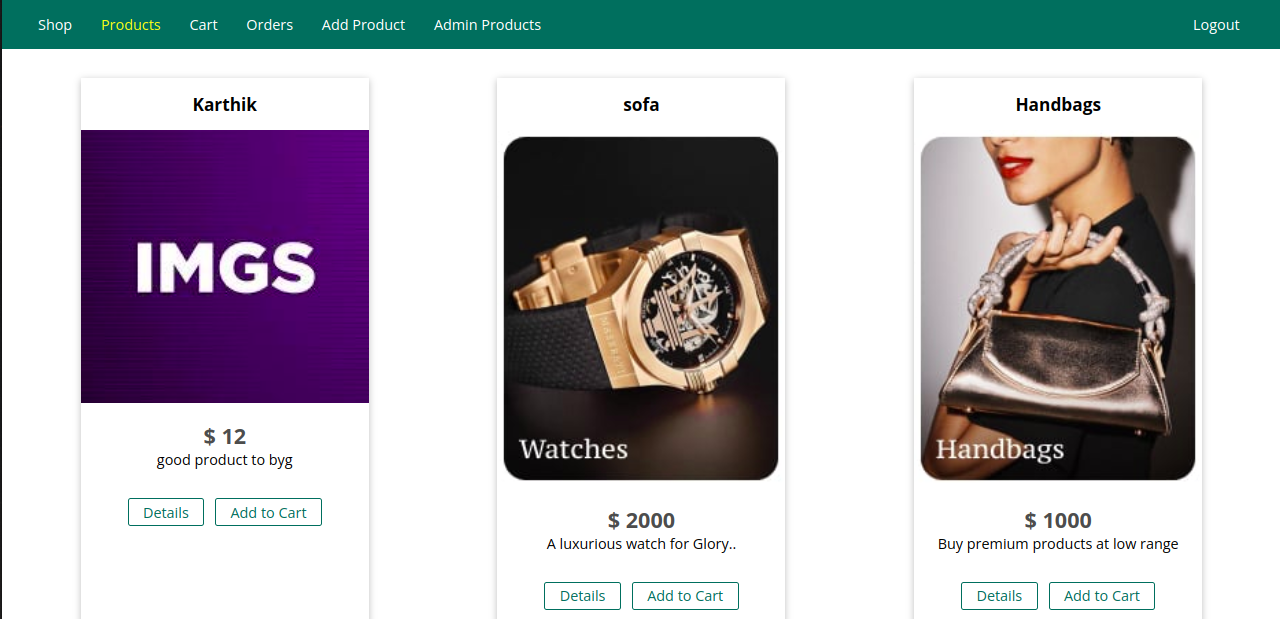 Shop Products Cart Orders Add Product Admin Products Logout
Karthik
IMGS
$ 12
good product to byg
Details Add to Cart
sofa
Watches
$ 2000
A luxurious watch for Glory..
Details Add to Cart
Handbags
Handbags
$ 1000
Buy premium products at low range
Details Add to Cart